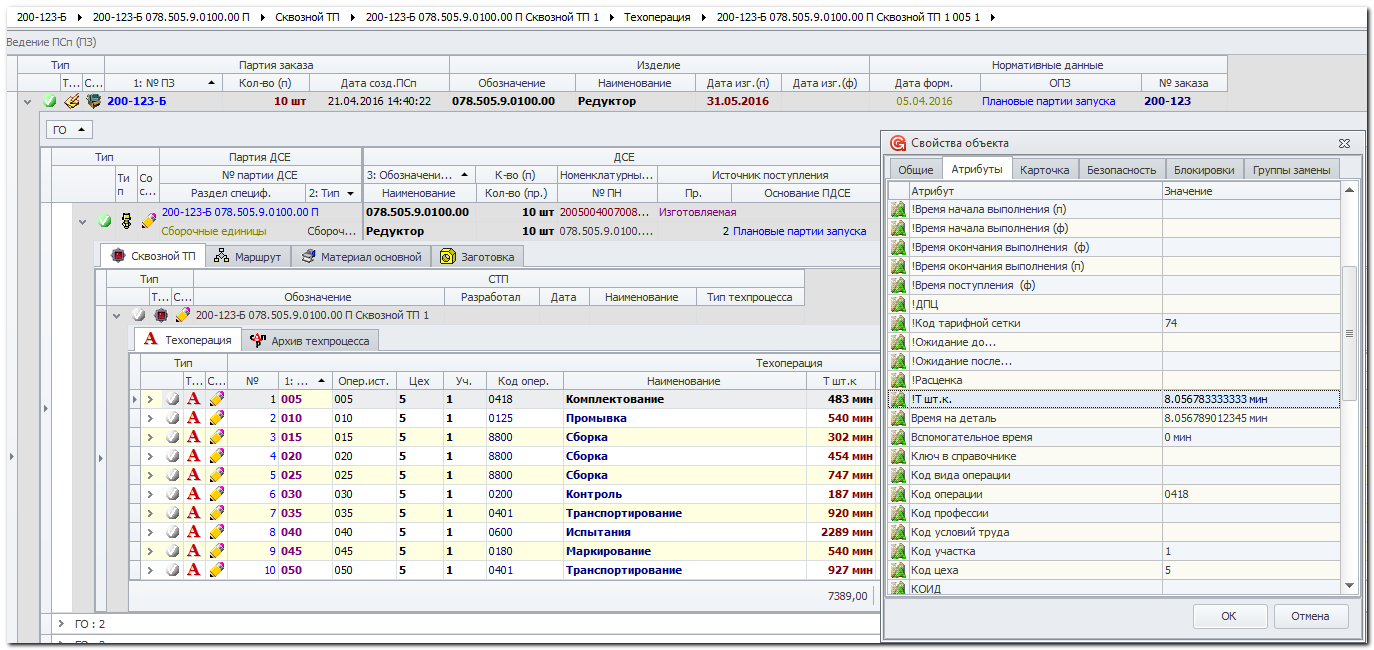 200-123-Б ▶ 200-123-Б 078.505.9.0100.00 П ▶ Сквозной ТП ▶ 200-123-Б 078.505.9.0100.00 П Сквозной ТП 1 ▶ Техоперация ▶ 200-123-Б 078.505.9.0100.00 П Сквозной ТП 1 005 1 ▶
Ведение ПСп (ПЗ)
Тип Партия заказа Изделие Нормативные данные
Т... С... 1: № ПЗ Кол-во (п) Дата созд.ПСп Обозначение Наименование Дата изг.(п) Дата изг.(ф) Дата форм. ОПЗ № заказа
200-123-Б 10 шт 21.04.2016 14:40:22 078.505.9.0100.00 Редуктор 31.05.2016 05.04.2016 Плановые партии запуска 200-123
ГО
Тип Партия ДСЕ ДСЕ
Ти п Со с... № партии ДСЕ 3: Обозначени... К-во (п) Номенклатурны... Источник поступления
Раздел специф. 2: Тип Наименование Кол-во (пр.) № ПН Пр. Основание ПДСЕ
200-123-Б 078.505.9.0100.00 П 078.505.9.0100.00 10 шт 2005004007008... Изготовляемая
Сборочные единицы Сбороч... Редуктор 10 шт 078.505.9.0100.... 2 Плановые партии запуска
Сквозной ТП Маршрут Материал основной Заготовка
Тип СТП
Т... С... Обозначение Разработал Дата Наименование Тип техпроцесса
200-123-Б 078.505.9.0100.00 П Сквозной ТП 1
Техоперация Архив техпроцесса
Тип Техоперация
Т... С... № 1: ... Опер.ист. Цех Уч. Код опер. Наименование Т шт.к
1 005 005 5 1 0418 Комплектование 483 мин
2 010 010 5 1 0125 Промывка 540 мин
3 015 015 5 1 8800 Сборка 302 мин
4 020 020 5 1 8800 Сборка 454 мин
5 025 025 5 1 8800 Сборка 747 мин
6 030 030 5 1 0200 Контроль 187 мин
7 035 035 5 1 0401 Транспортирование 920 мин
8 040 040 5 1 0600 Испытания 2289 мин
9 045 045 5 1 0180 Маркирование 540 мин
10 050 050 5 1 0401 Транспортирование 927 мин
7389,00
ГО : 2
Свойства объекта
Общие Атрибуты Карточка Безопасность Блокировки Группы замены
Атрибут Значение
!Время начала выполнения (п)
!Время начала выполнения (ф)
!Время окончания выполнения (ф)
!Время окончания выполнения (п)
!Время поступления (ф)
!ДПЦ
!Код тарифной сетки 74
!Ожидание до...
!Ожидание после...
!Расценка
!Т шт.к. 8.056783333333 мин
Время на деталь 8.056789012345 мин
Вспомогательное время 0 мин
Ключ в справочнике
Код вида операции
Код операции 0418
Код профессии
Код условий труда
Код участка 1
Код цеха 5
КОИД
ОК Отмена